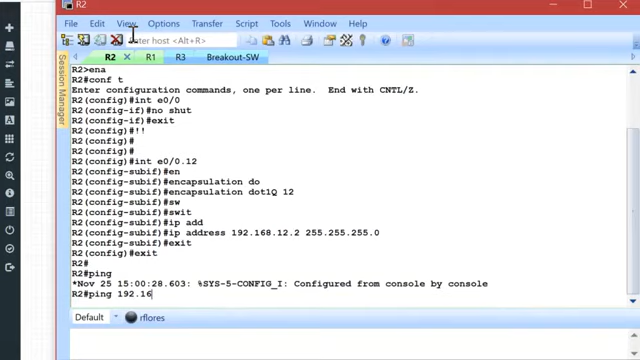 R2
File Edit View Options Transfer Script Tools Window Help
Enter host <Alt+R>
R2 R1 R3 Breakout-SW
Session Manager
R2>ena
R2#conf t
Enter configuration commands, one per line. End with CNTL/Z.
R2(config)#int e0/0
R2(config-if)#no shut
R2(config-if)#exit
R2(config)#!!
R2(config)#
R2(config)#
R2(config)#int e0/0.12
R2(config-subif)#en
R2(config-subif)#encapsulation do
R2(config-subif)#encapsulation dot1Q 12
R2(config-subif)#sw
R2(config-subif)#swit
R2(config-subif)#ip add
R2(config-subif)#ip address 192.168.12.2 255.255.255.0
R2(config-subif)#exit
R2(config)#exit
R2#
R2#ping
*Nov 25 15:00:28.603: %SYS-5-CONFIG_I: Configured from console by console
R2#ping 192.16
Default rflores